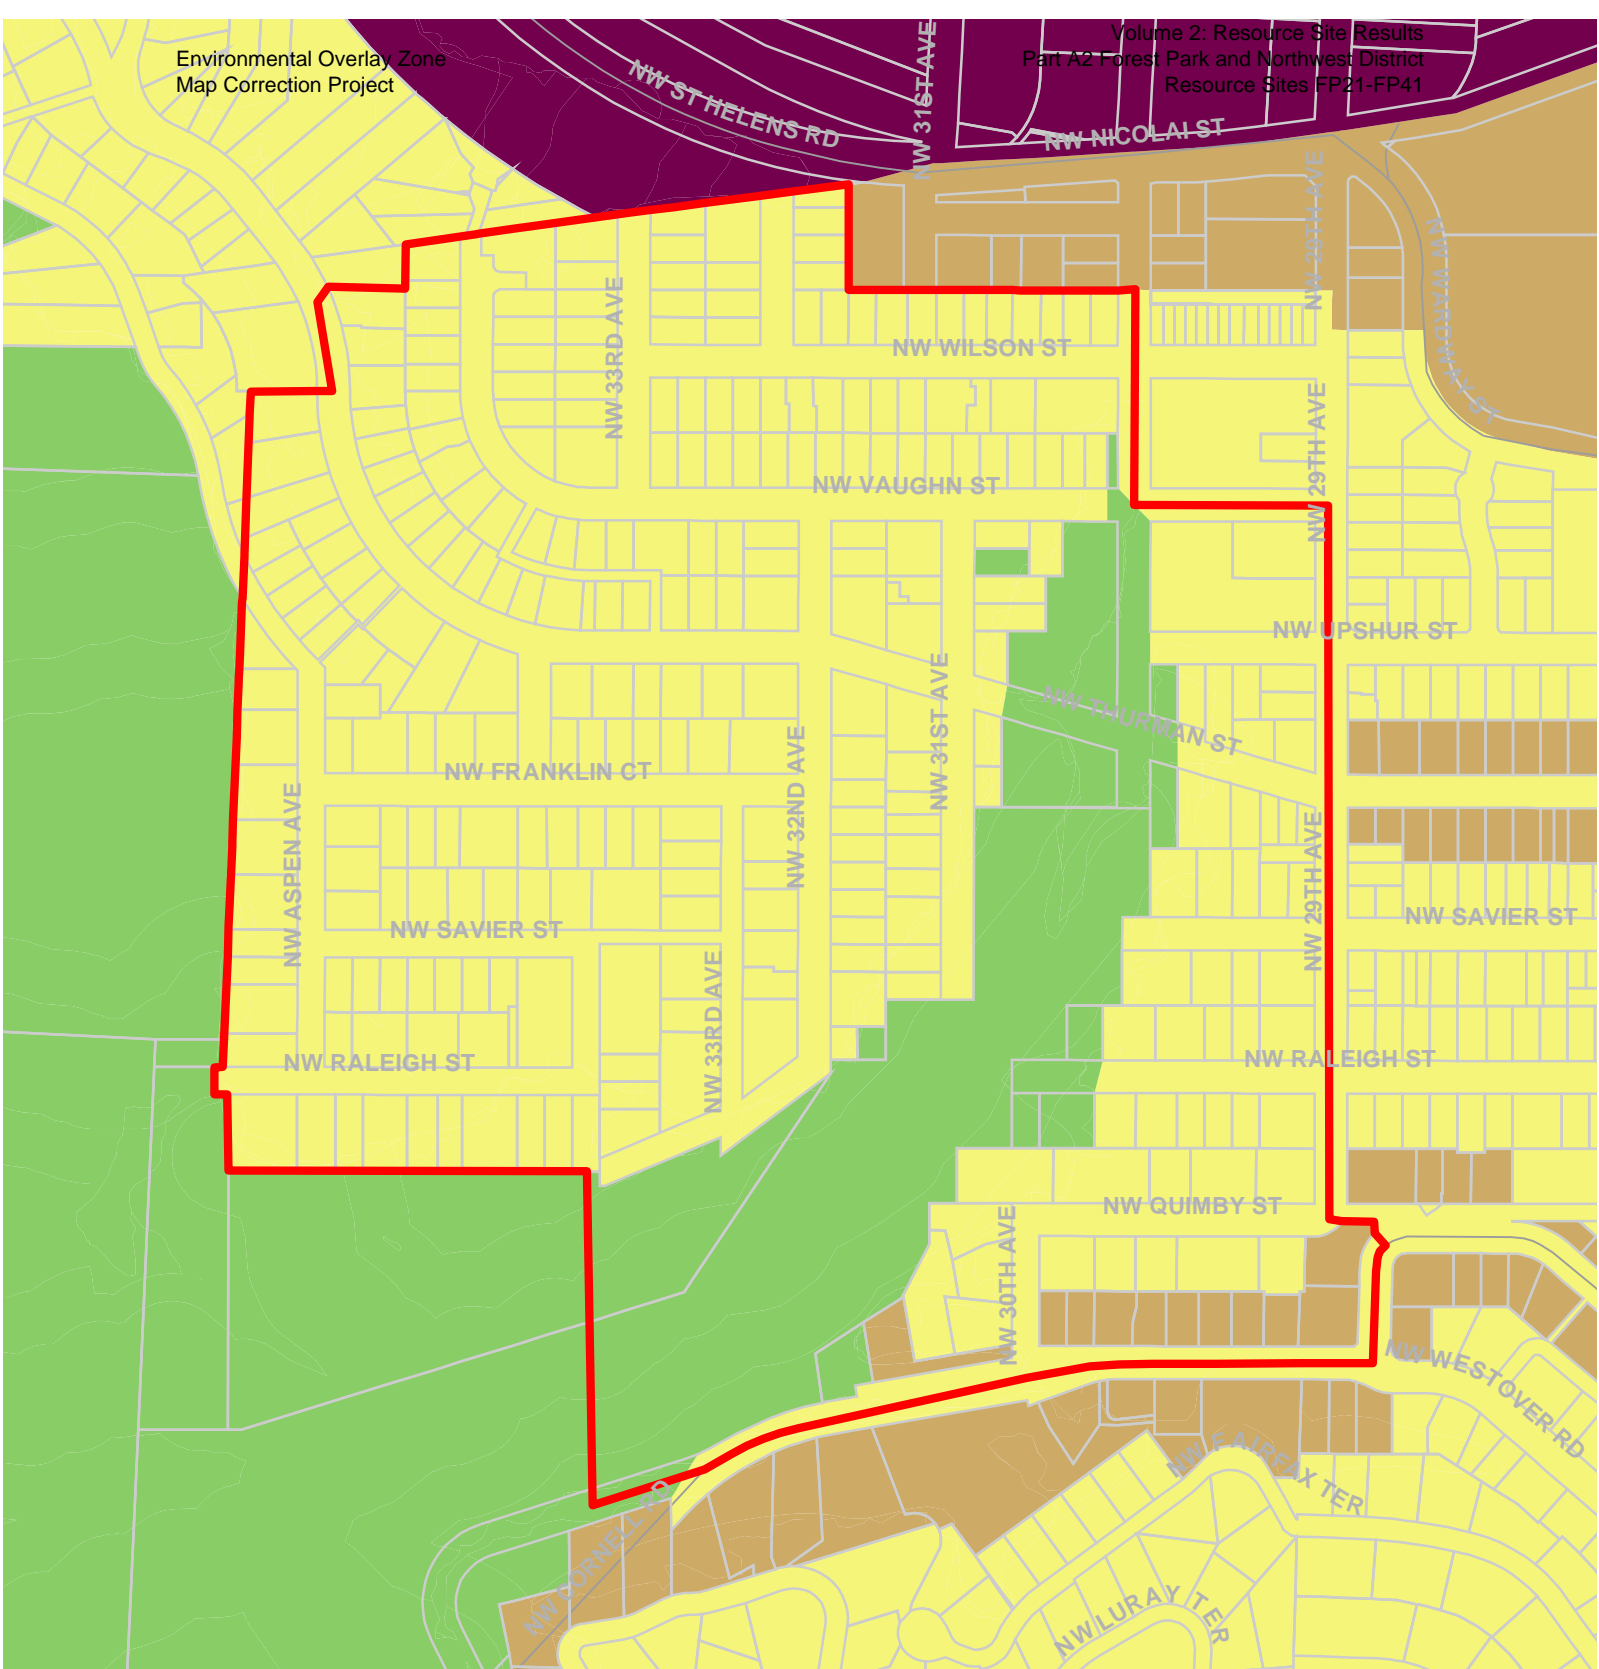 Environmental Overlay Zone
Map Correction Project
Volume 2: Resource Site Results
Part A2 Forest Park and Northwest District
Resource Sites FP21-FP41
NW ST HELENS RD
NW 31ST AVE
NW NICOLAI ST
NW 29TH AVE
NW WARDWAY ST
NW 33RD AVE
NW WILSON ST
NW 29TH AVE
NW VAUGHN ST
NW UPSHUR ST
NW THURMAN ST
NW 31ST AVE
NW FRANKLIN CT
NW 32ND AVE
NW ASPEN AVE
NW 29TH AVE
NW SAVIER ST
NW SAVIER ST
NW 33RD AVE
NW RALEIGH ST
NW RALEIGH ST
NW QUIMBY ST
NW 30TH AVE
NW WESTOVER RD
NW FAIRFAX TER
NW CORNELL RD
NW LURAY TER